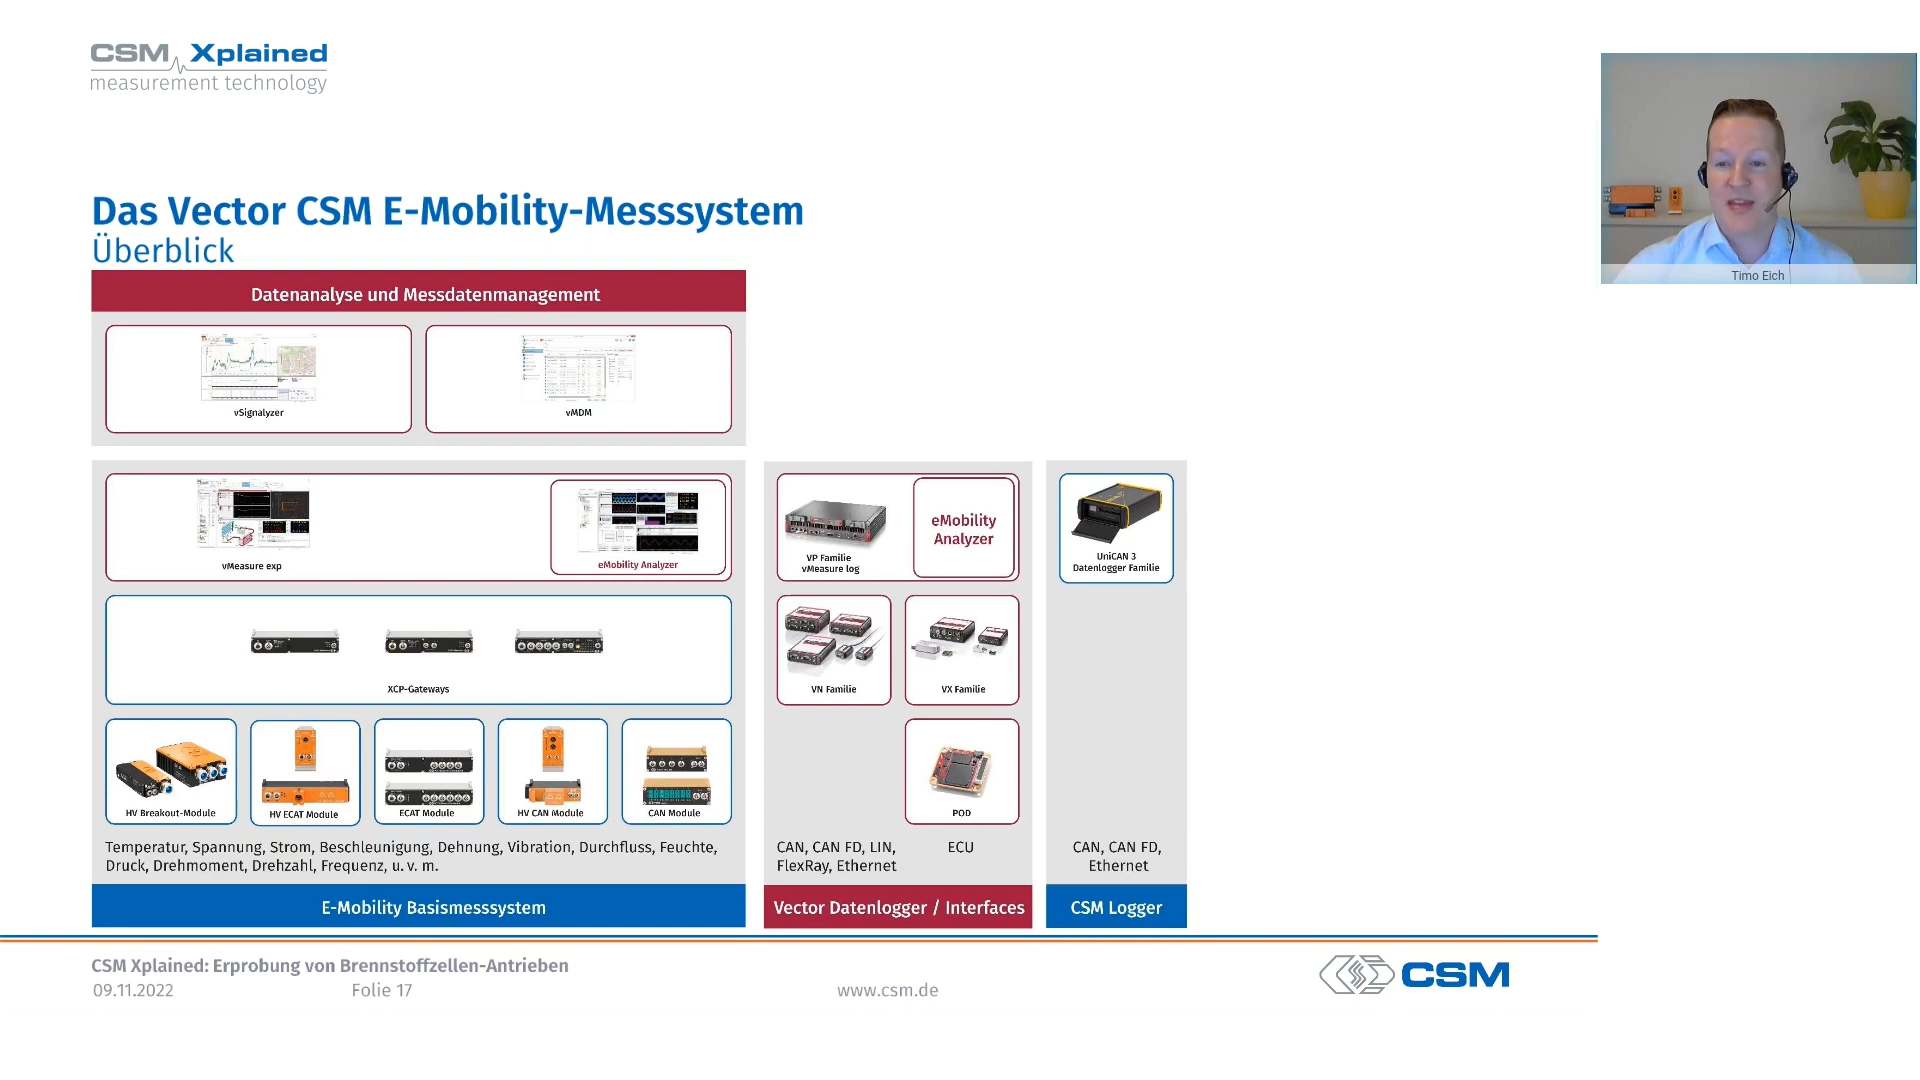 CSM Xplained
measurement technology
Das Vector CSM E-Mobility-Messsystem
Überblick
Timo Eich
Datenanalyse und Messdatenmanagement
vSignalyzer
vMDM
vMeasure exp
eMobility Analyzer
VP Familie
vMeasure log
eMobility
Analyzer
UniCAN 3
Datenlogger Familie
XCP-Gateways
VN Familie
VX Familie
HV Breakout-Module
HV ECAT Module
ECAT Module
HV CAN Module
CAN Module
POD
Temperatur, Spannung, Strom, Beschleunigung, Dehnung, Vibration, Durchfluss, Feuchte,
Druck, Drehmoment, Drehzahl, Frequenz, u. v. m.
CAN, CAN FD, LIN,
FlexRay, Ethernet
ECU
CAN, CAN FD,
Ethernet
E-Mobility Basismesssystem
Vector Datenlogger / Interfaces
CSM Logger
CSM Xplained: Erprobung von Brennstoffzellen-Antrieben
09.11.2022
Folie 17
www.csm.de
CSM